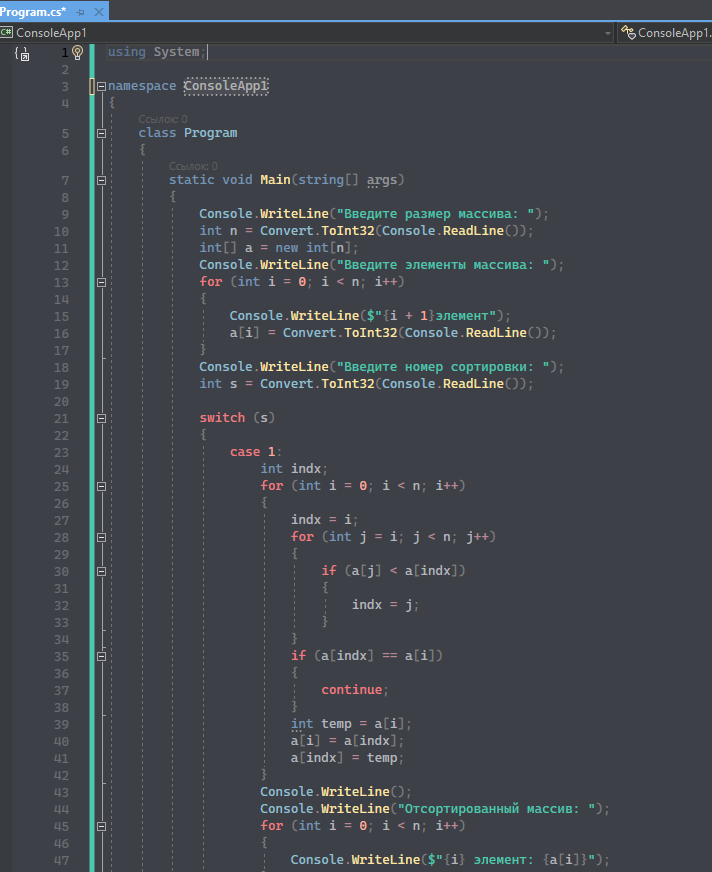 Program.cs*
C# ConsoleApp1
ConsoleApp1.
1 using System;
2
3 namespace ConsoleApp1
4 {
Ссылок: 0
5 class Program
6 {
Ссылок: 0
7 static void Main(string[] args)
8 {
9 Console.WriteLine("Введите размер массива: ");
10 int n = Convert.ToInt32(Console.ReadLine());
11 int[] a = new int[n];
12 Console.WriteLine("Введите элементы массива: ");
13 for (int i = 0; i < n; i++)
14 {
15 Console.WriteLine($"{i + 1}элемент");
16 a[i] = Convert.ToInt32(Console.ReadLine());
17 }
18 Console.WriteLine("Введите номер сортировки: ");
19 int s = Convert.ToInt32(Console.ReadLine());
20
21 switch (s)
22 {
23 case 1:
24 int indx;
25 for (int i = 0; i < n; i++)
26 {
27 indx = i;
28 for (int j = i; j < n; j++)
29 {
30 if (a[j] < a[indx])
31 {
32 indx = j;
33 }
34 }
35 if (a[indx] == a[i])
36 {
37 continue;
38 }
39 int temp = a[i];
40 a[i] = a[indx];
41 a[indx] = temp;
42 }
43 Console.WriteLine();
44 Console.WriteLine("Отсортированный массив: ");
45 for (int i = 0; i < n; i++)
46 {
47 Console.WriteLine($"{i} элемент: {a[i]}");